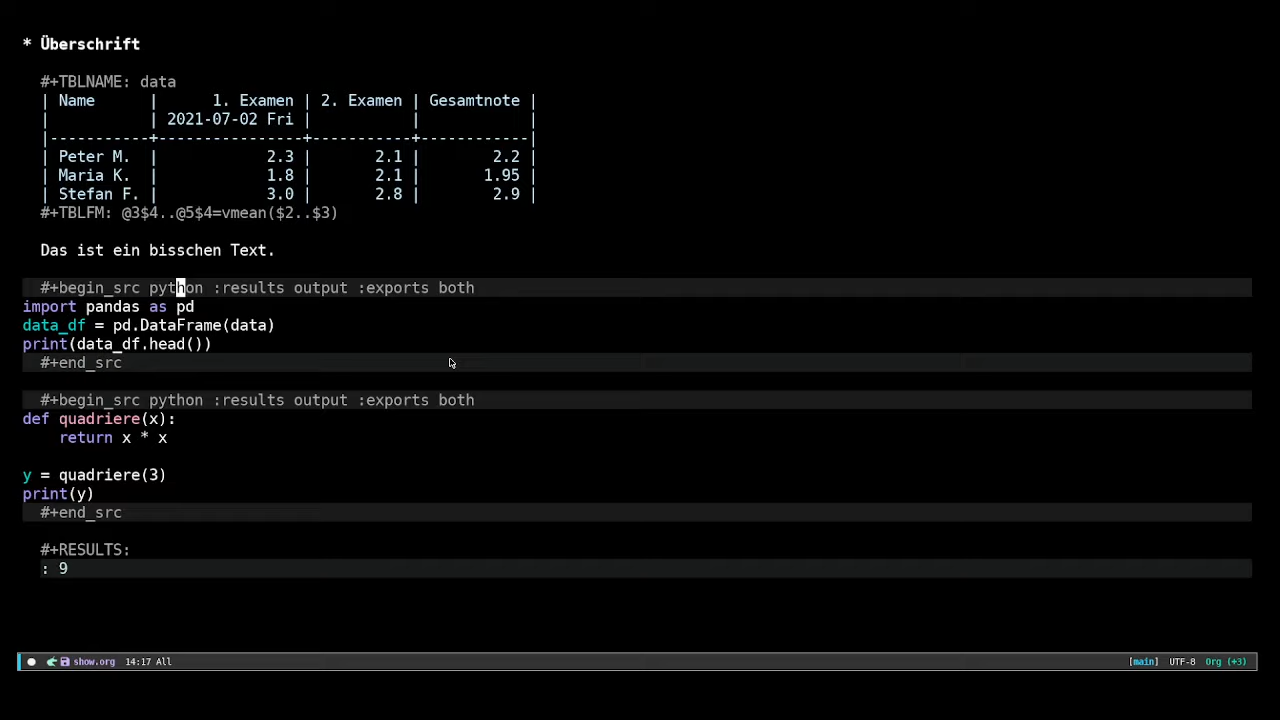 * Überschrift
#+TBLNAME: data
| Name      |       1. Examen | 2. Examen | Gesamtnote |
|           | 2021-07-02 Fri |           |            |
|-----------+----------------+-----------+------------|
| Peter M.  |            2.3 |       2.1 |        2.2 |
| Maria K.  |            1.8 |       2.1 |       1.95 |
| Stefan F. |            3.0 |       2.8 |        2.9 |
#+TBLFM: @3$4..@5$4=vmean($2..$3)
Das ist ein bisschen Text.
#+begin_src python :results output :exports both
import pandas as pd
data_df = pd.DataFrame(data)
print(data_df.head())
#+end_src
#+begin_src python :results output :exports both
def quadriere(x):
    return x * x
y = quadriere(3)
print(y)
#+end_src
#+RESULTS:
: 9
show.org 14:17 All [main] UTF-8 Org (+3)